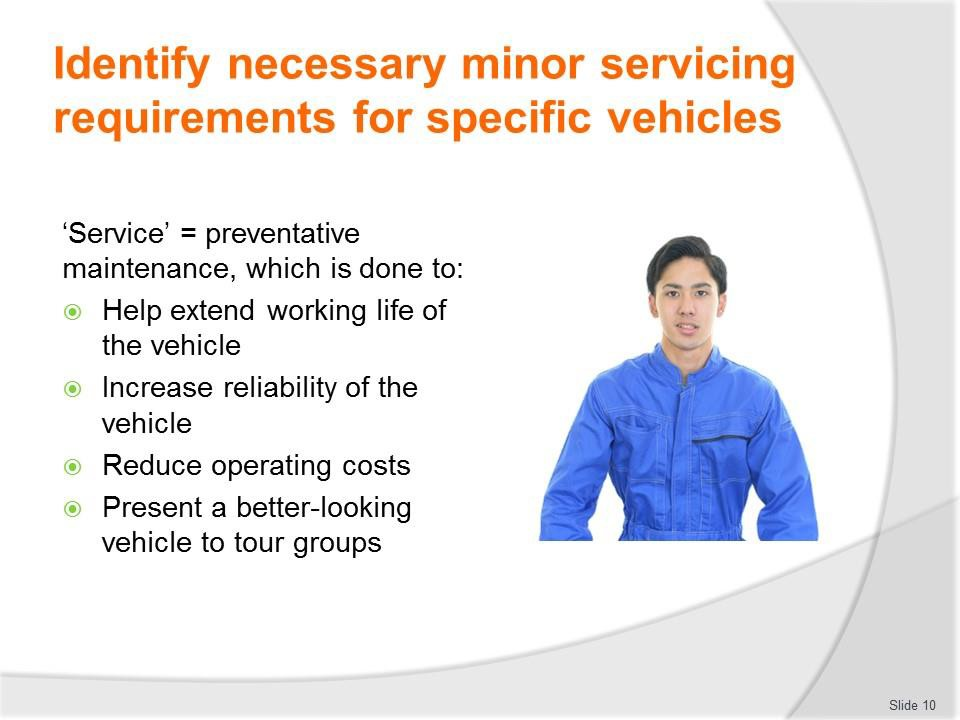 Identify necessary minor servicing
requirements for specific vehicles
‘Service’ = preventative
maintenance, which is done to:
Help extend working life of
the vehicle
Increase reliability of the
vehicle
Reduce operating costs
Present a better-looking
vehicle to tour groups
Slide 10